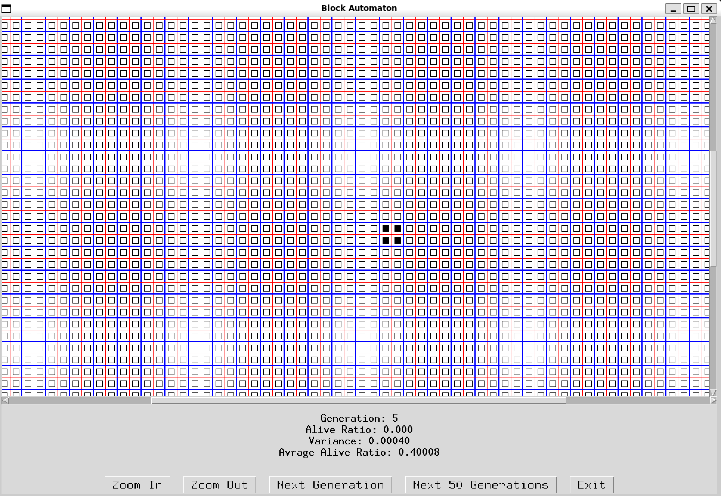 Block Automaton
Generation: 5
Alive Ratio: 0.000
Variance: 0.00040
Avrage Alive Ratio: 0.40008
Zoom In Zoom Out Next Generation Next 50 Generations Exit